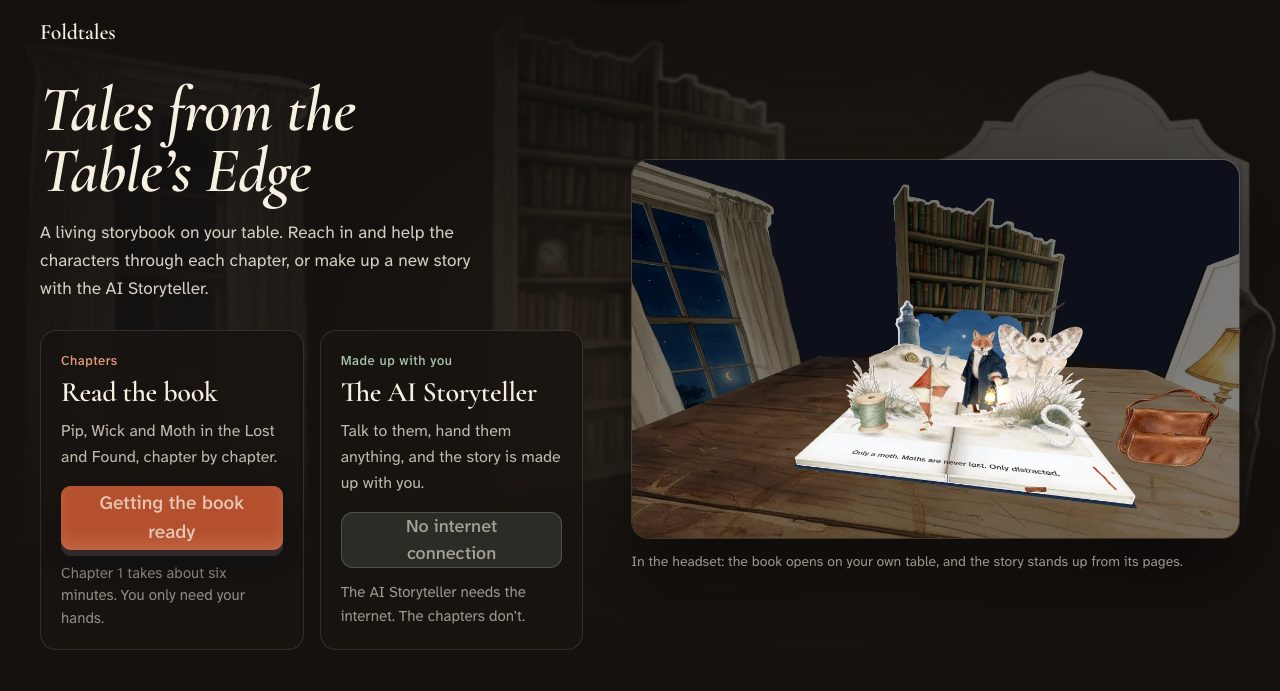 Foldtales
Tales from the
Table’s Edge
A living storybook on your table. Reach in and help the
characters through each chapter, or make up a new story
with the AI Storyteller.
Chapters
Read the book
Pip, Wick and Moth in the Lost
and Found, chapter by chapter.
Getting the book
ready
Chapter 1 takes about six
minutes. You only need your
hands.
Made up with you
The AI Storyteller
Talk to them, hand them
anything, and the story is made
up with you.
No internet
connection
The AI Storyteller needs the
internet. The chapters don't.
Only a moth. Moths are never lost. Only distracted.
In the headset: the book opens on your own table, and the story stands up from its pages.